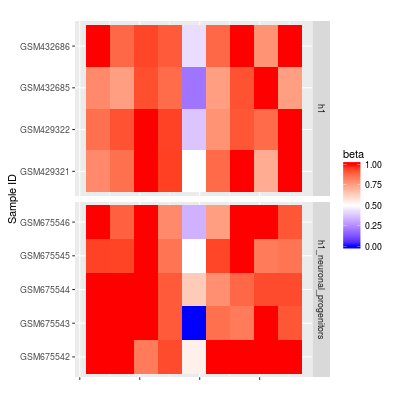 GSM432686
GSM432685
GSM429322
GSM429321
h1
GSM675546
GSM675545
GSM675544
GSM675543
GSM675542
h1_neuronal_progenitors
Sample ID
beta
1.00
0.75
0.50
0.25
0.00